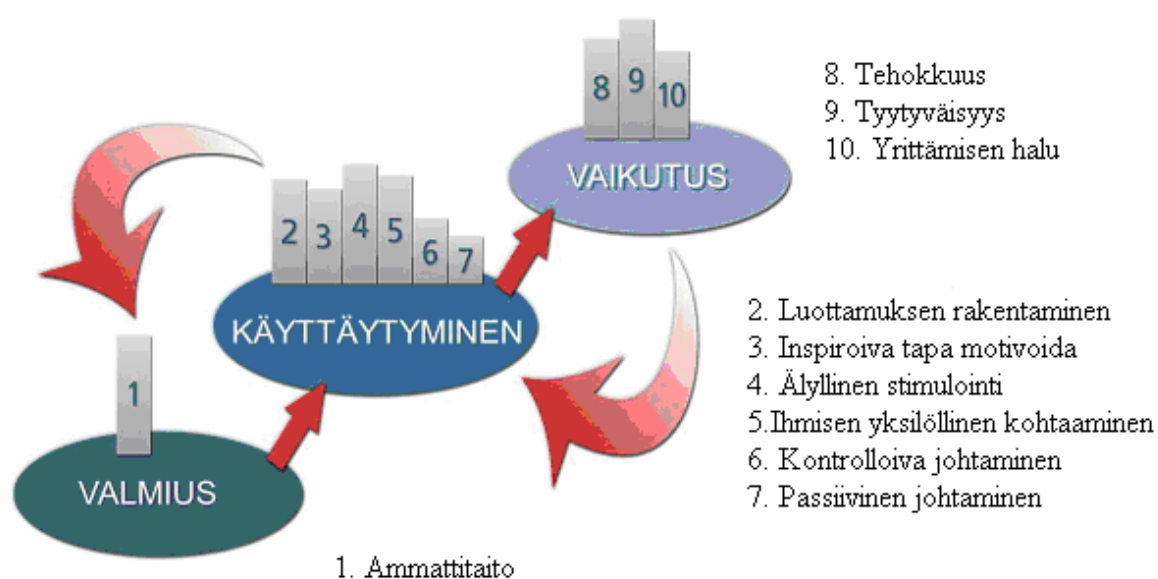 8 9 10
VAIKUTUS
8. Tehokkuus
9. Tyytyväisyys
10. Yrittämisen halu
2 3 4 5 6 7
KÄYTTÄYTYMINEN
2. Luottamuksen rakentaminen
3. Inspiroiva tapa motivoida
4. Älyllinen stimulointi
5.Ihmisen yksilöllinen kohtaaminen
6. Kontrolloiva johtaminen
7. Passiivinen johtaminen
1
VALMIUS
1. Ammattitaito